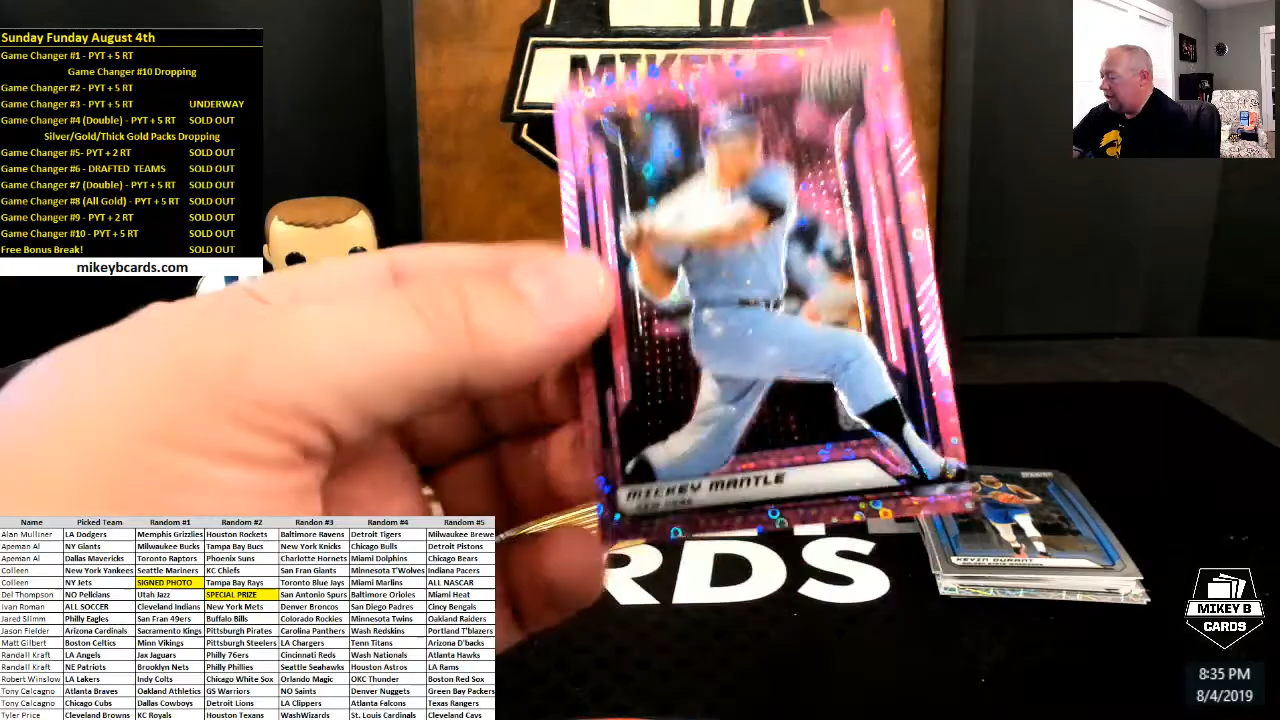 Sunday Funday August 4th
Game Changer #1 - PYT + 5 RT
Game Changer #10 Dropping
Game Changer #2 - PYT + 5 RT
Game Changer #3 - PYT + 5 RT UNDERWAY
Game Changer #4 (Double) - PYT + 5 RT SOLD OUT
Silver/Gold/Thick Gold Packs Dropping
Game Changer #5- PYT + 2 RT SOLD OUT
Game Changer #6 - DRAFTED TEAMS SOLD OUT
Game Changer #7 (Double) - PYT + 5 RT SOLD OUT
Game Changer #8 (All Gold) - PYT + 5 RT SOLD OUT
Game Changer #9 - PYT + 2 RT SOLD OUT
Game Changer #10 - PYT + 5 RT SOLD OUT
Free Bonus Break! SOLD OUT
mikeybcards.com
MIKEY
MICKEY MANTLE
KEVIN DURANT
RDS
Name Picked Team Random #1 Random #2 Random #3 Random #4 Random #5
Alan Mulliner LA Dodgers Memphis Grizzlies Houston Rockets Baltimore Ravens Detroit Tigers Milwaukee Brewe
Apeman Al NY Giants Milwaukee Bucks Tampa Bay Bucs New York Knicks Chicago Bulls Detroit Pistons
Apeman Al Dallas Mavericks Toronto Raptors Phoenix Suns Charlotte Hornets Miami Dolphins Chicago Bears
Colleen New York Yankees Seattle Mariners KC Chiefs San Fran Giants Minnesota T'Wolves Indiana Pacers
Colleen NY Jets SIGNED PHOTO Tampa Bay Rays Toronto Blue Jays Miami Marlins ALL NASCAR
Del Thompson NO Pelicians Utah Jazz SPECIAL PRIZE San Antonio Spurs Baltimore Orioles Miami Heat
Ivan Roman ALL SOCCER Cleveland Indians New York Mets Denver Broncos San Diego Padres Cincy Bengals
Jared Slimm Philly Eagles San Fran 49ers Buffalo Bills Colorado Rockies Minnesota Twins Oakland Raiders
Jason Fielder Arizona Cardinals Sacramento Kings Pittsburgh Pirates Carolina Panthers Wash Redskins Portland T'blazers
Matt Gilbert Boston Celtics Minn Vikings Pittsburgh Steelers LA Chargers Tenn Titans Arizona D'backs
Randall Kraft LA Angels Jax Jaguars Philly 76ers Cincinnati Reds Wash Nationals Atlanta Hawks
Randall Kraft NE Patriots Brooklyn Nets Philly Phillies Seattle Seahawks Houston Astros LA Rams
Robert Winslow LA Lakers Indy Colts Chicago White Sox Orlando Magic OKC Thunder Boston Red Sox
Tony Calcagno Atlanta Braves Oakland Athletics GS Warriors NO Saints Denver Nuggets Green Bay Packers
Tony Calcagno Chicago Cubs Dallas Cowboys Detroit Lions LA Clippers Atlanta Falcons Texas Rangers
Tyler Price Cleveland Browns KC Royals Houston Texans WashWizards St. Louis Cardinals Cleveland Cavs
MIKEY B
CARDS
8:35 PM
8/4/2019